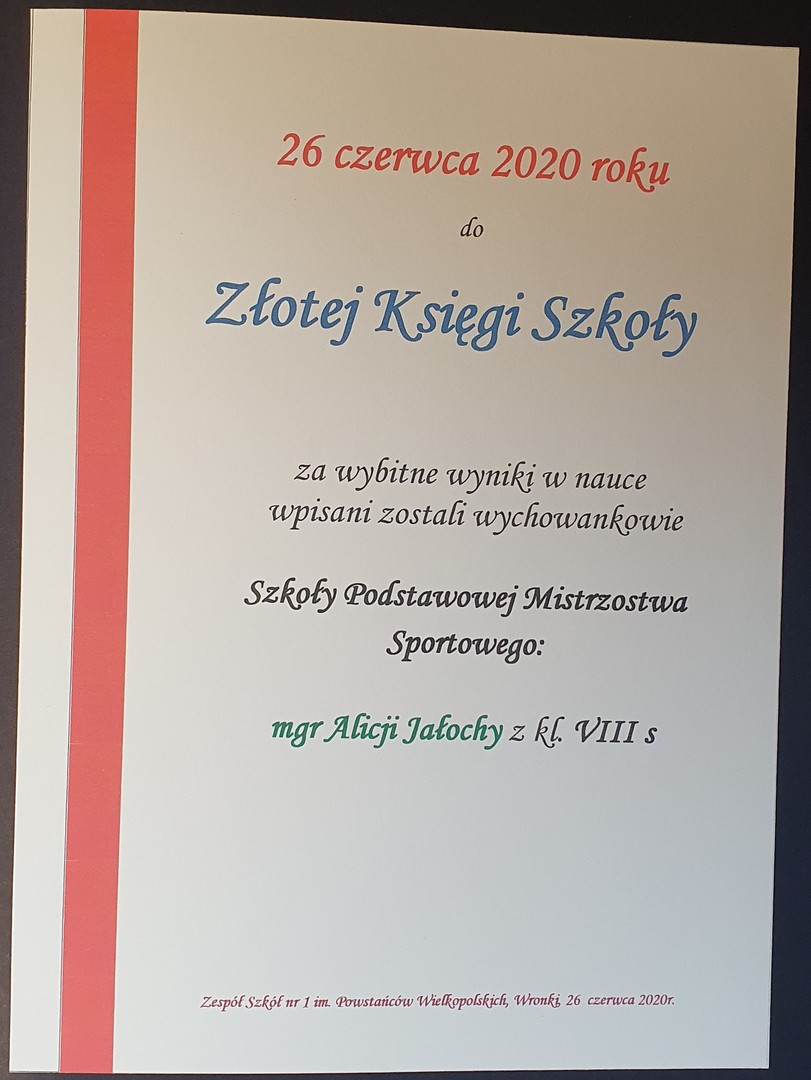 26 czerwca 2020 roku
do
Złotej Księgi Szkoły
za wybitne wyniki w nauce
wpisani zostali wychowankowie
Szkoły Podstawowej Mistrzostwa
Sportowego:
mgr Alicji Jałochy z kl. VIII s
Zespół Szkół nr 1 im. Powstańców Wielkopolskich, Wronki, 26 czerwca 2020r.